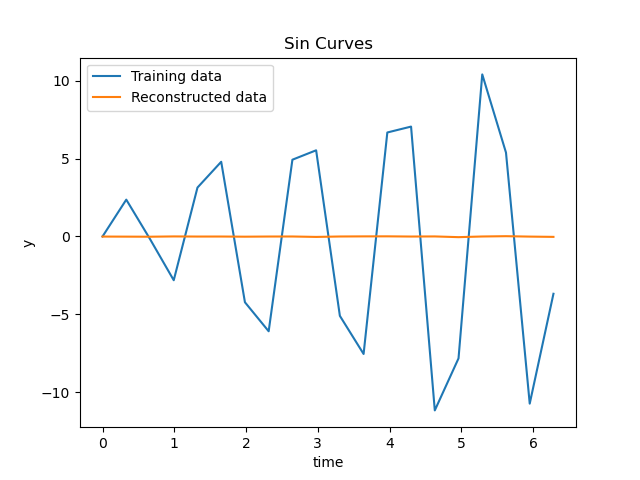 Sin Curves
Training data
Reconstructed data
10
5
0
−5
−10
y
0 1 2 3 4 5 6
time